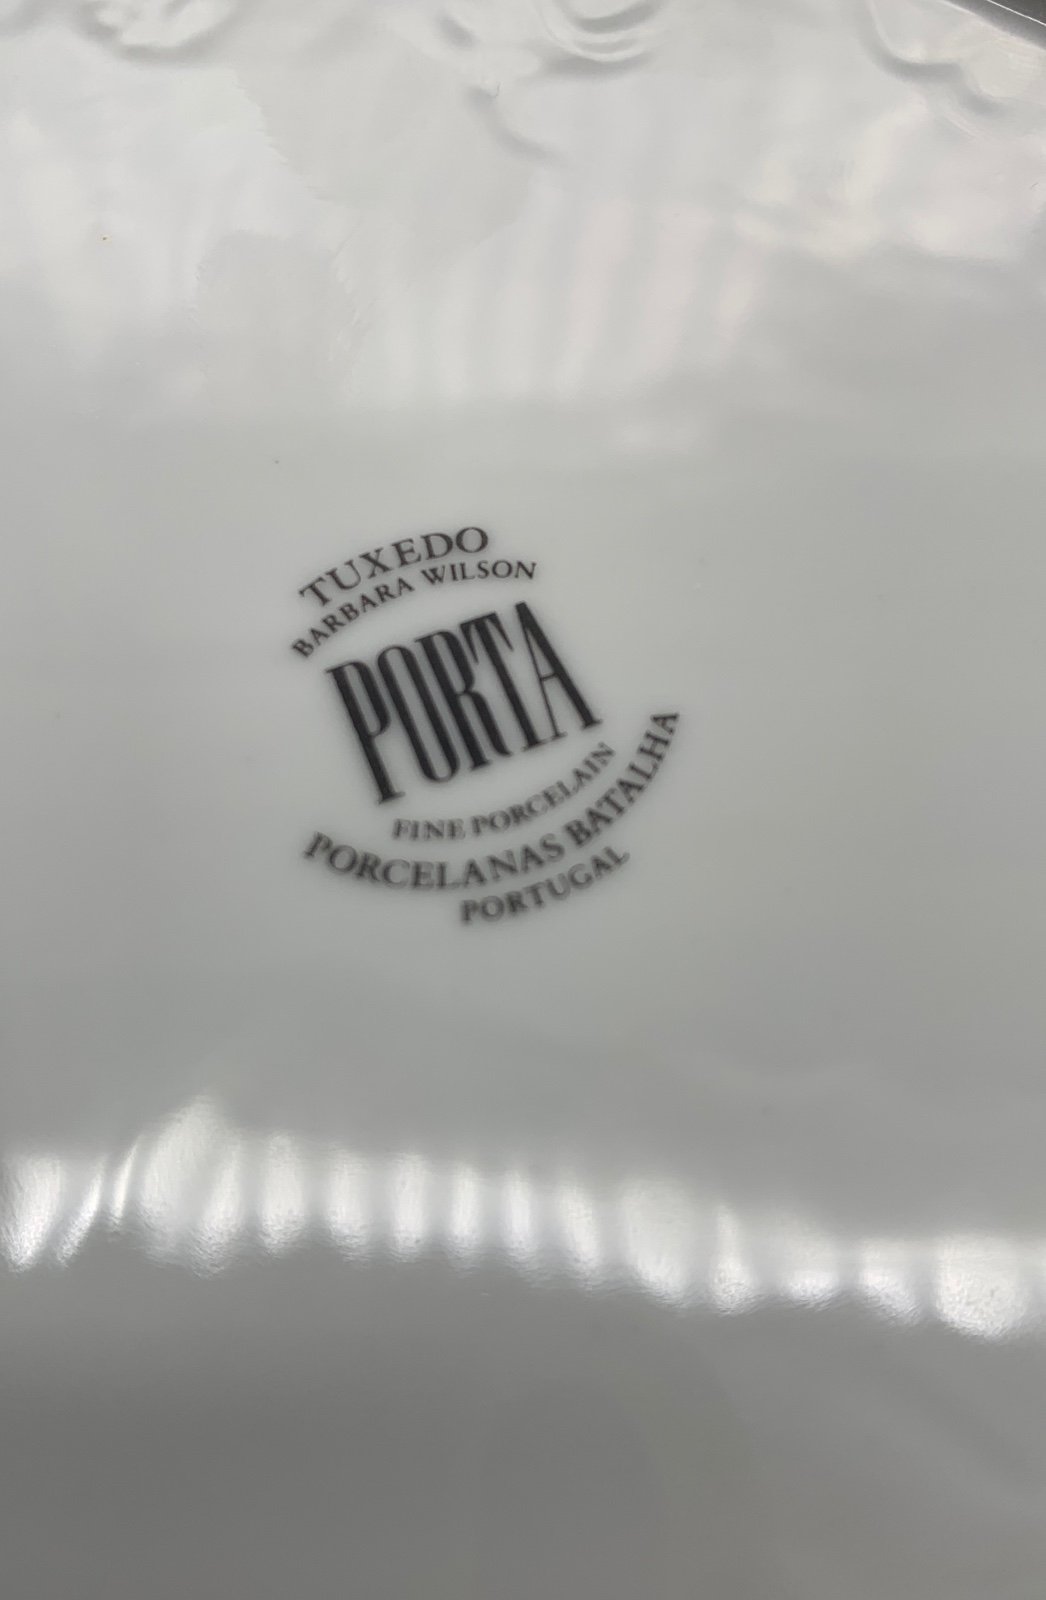 TUXEDO
BARBARA WILSON
PORTA
FINE PORCELAIN
PORCELANAS BATALHA
PORTUGAL